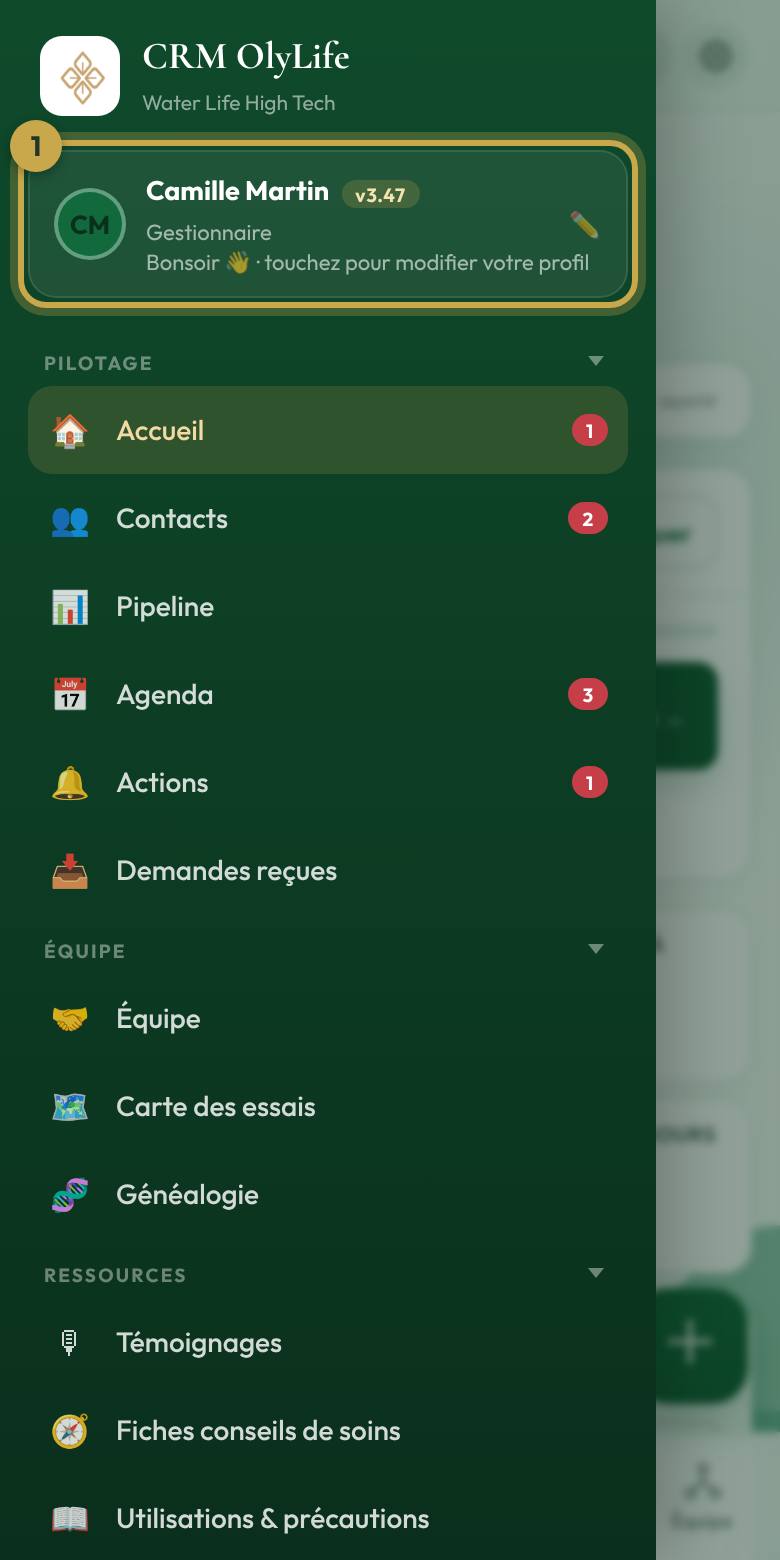 CRM OlyLife
Water Life High Tech
1
Camille Martin v3.47
CM
Gestionnaire
Bonsoir 👋 · touchez pour modifier votre profil
PILOTAGE
Accueil 1
Contacts 2
Pipeline
July
17
Agenda 3
Actions 1
Demandes reçues
ÉQUIPE
Équipe
Carte des essais
Généalogie
RESSOURCES
Témoignages
Fiches conseils de soins
Utilisations & précautions